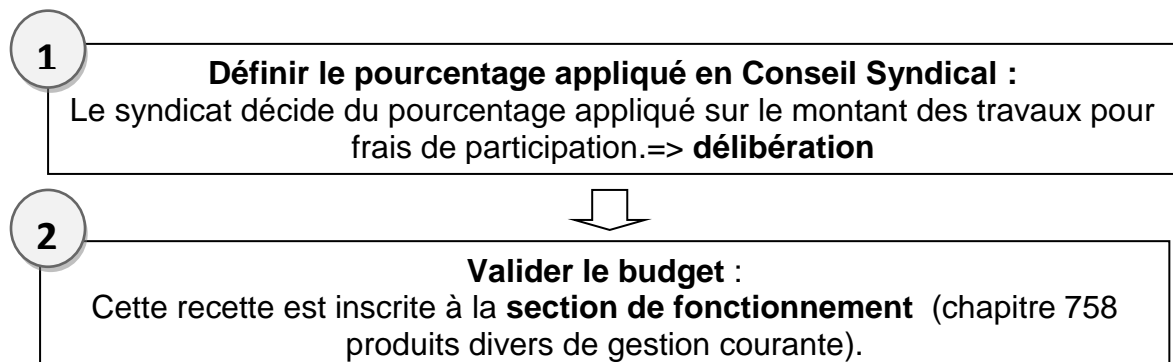 1
Définir le pourcentage appliqué en Conseil Syndical :
Le syndicat décide du pourcentage appliqué sur le montant des travaux pour
frais de participation.=> délibération
2
Valider le budget :
Cette recette est inscrite à la section de fonctionnement (chapitre 758
produits divers de gestion courante).